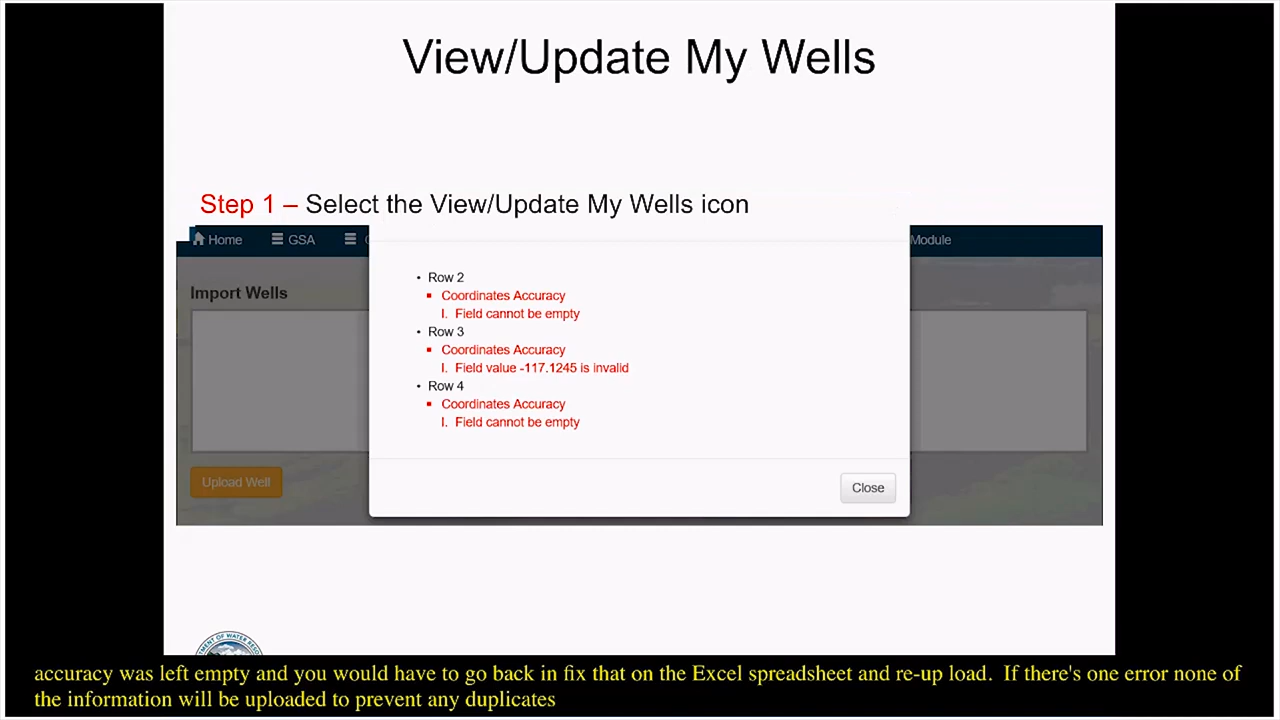 View/Update My Wells
Step 1 – Select the View/Update My Wells icon
Home GSA Module
Import Wells
• Row 2
▪ Coordinates Accuracy
I. Field cannot be empty
• Row 3
▪ Coordinates Accuracy
I. Field value -117.1245 is invalid
• Row 4
▪ Coordinates Accuracy
I. Field cannot be empty
Upload Well
Close
accuracy was left empty and you would have to go back in fix that on the Excel spreadsheet and re-up load. If there's one error none of
the information will be uploaded to prevent any duplicates